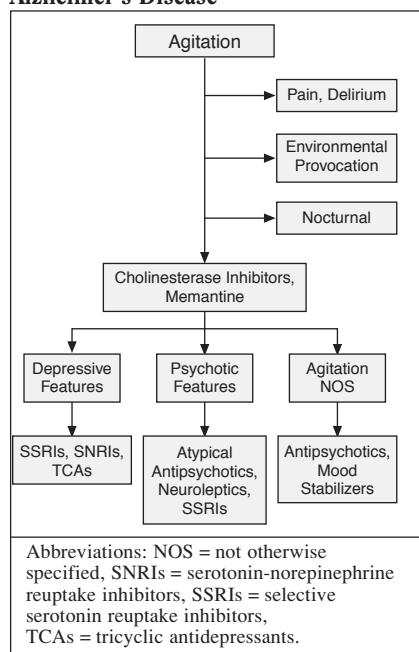 Alzheimer's Disease
Agitation
Pain, Delirium
Environmental
Provocation
Nocturnal
Cholinesterase Inhibitors,
Memantine
Depressive
Features
Psychotic
Features
Agitation
NOS
SSRIs, SNRIs,
TCAs
Atypical
Antipsychotics,
Neuroleptics,
SSRIs
Antipsychotics,
Mood
Stabilizers
Abbreviations: NOS = not otherwise
specified, SNRIs = serotonin-norepinephrine
reuptake inhibitors, SSRIs = selective
serotonin reuptake inhibitors,
TCAs = tricyclic antidepressants.